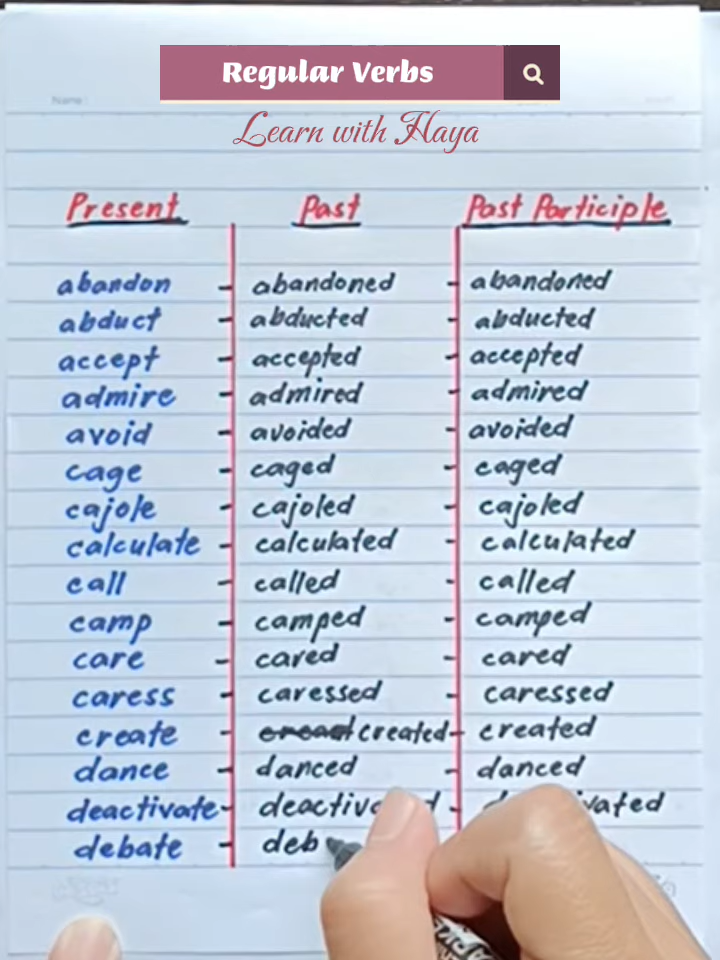 Regular Verbs
Learn with Haya
Name:
Present Past Past Participle
abandon - abandoned - abandoned
abduct - abducted - abducted
accept - accepted - accepted
admire - admired - admired
avoid - avoided - avoided
cage - caged - caged
cajole - cajoled - cajoled
calculate - calculated - calculated
call - called - called
camp - camped - camped
care - cared - cared
caress - caressed - caressed
create - created - created
dance - danced - danced
deactivate -
debate - deb